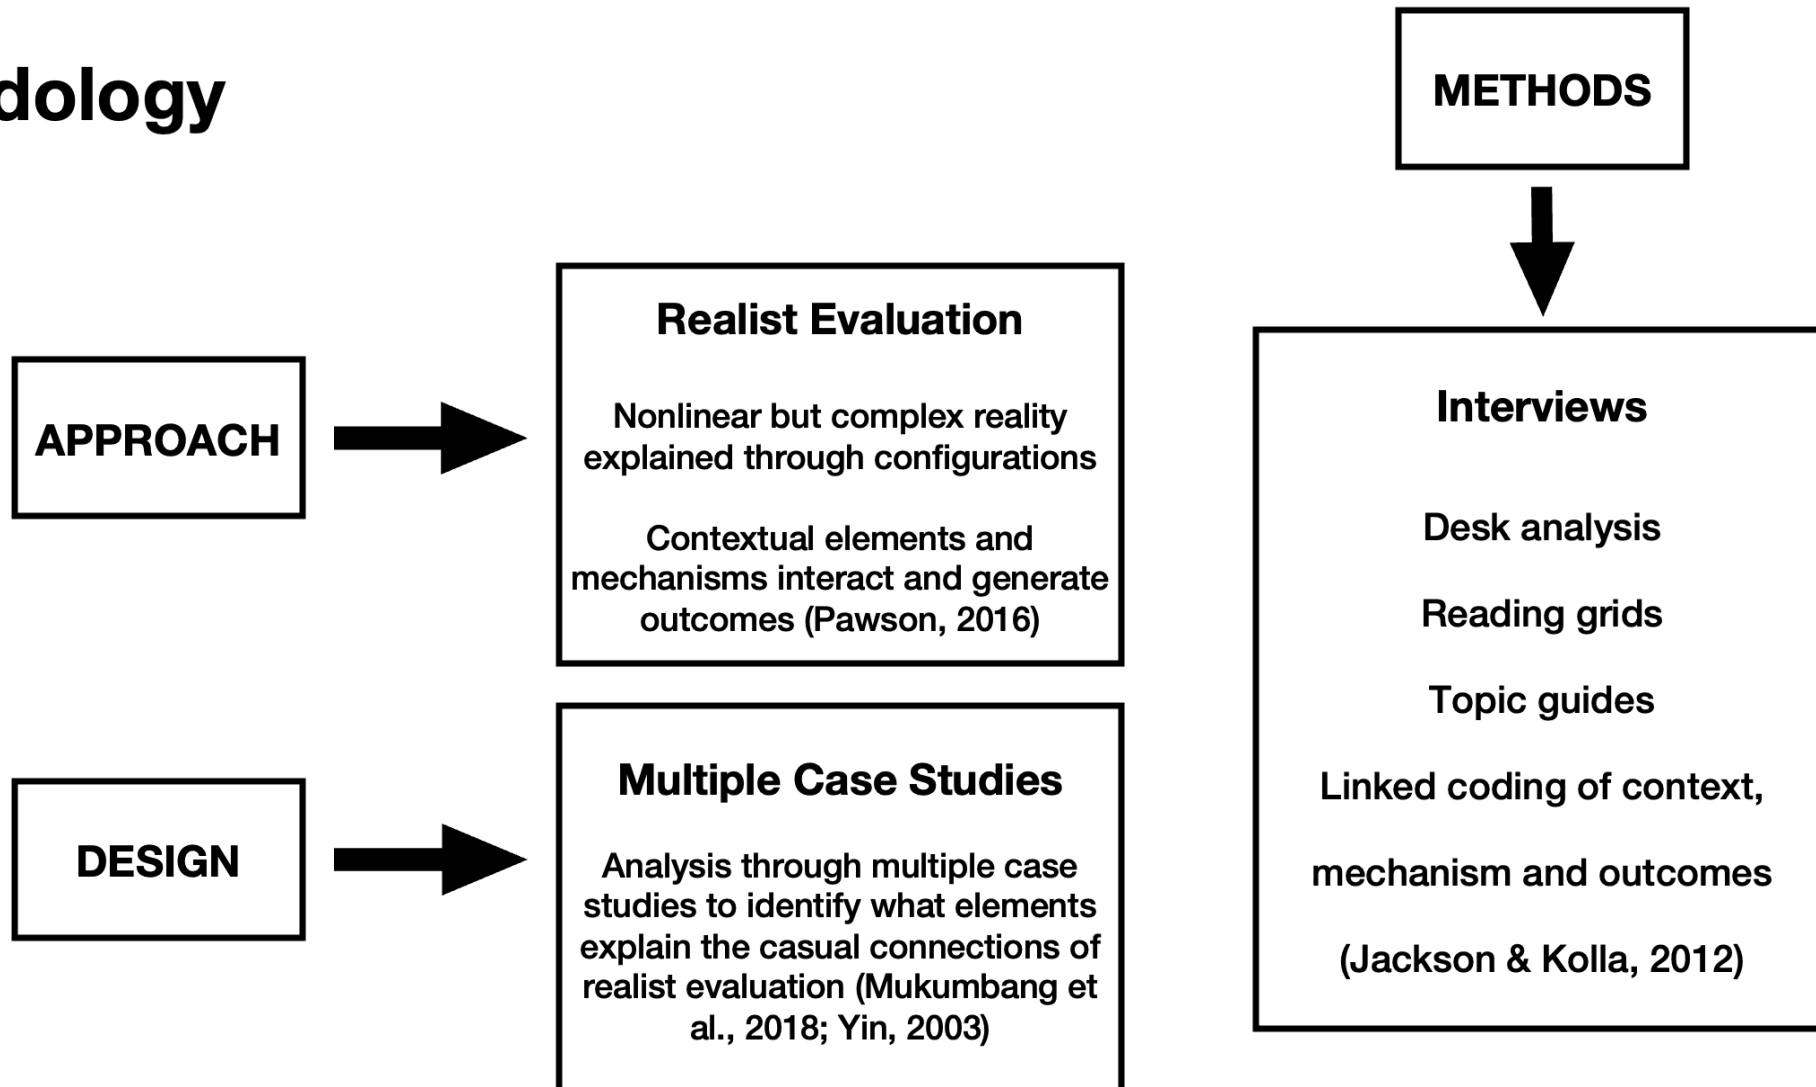 dology
APPROACH
Realist Evaluation
Nonlinear but complex reality
explained through configurations
Contextual elements and
mechanisms interact and generate
outcomes (Pawson, 2016)
DESIGN
Multiple Case Studies
Analysis through multiple case
studies to identify what elements
explain the casual connections of
realist evaluation (Mukumbang et
al., 2018; Yin, 2003)
METHODS
Interviews
Desk analysis
Reading grids
Topic guides
Linked coding of context,
mechanism and outcomes
(Jackson & Kolla, 2012)